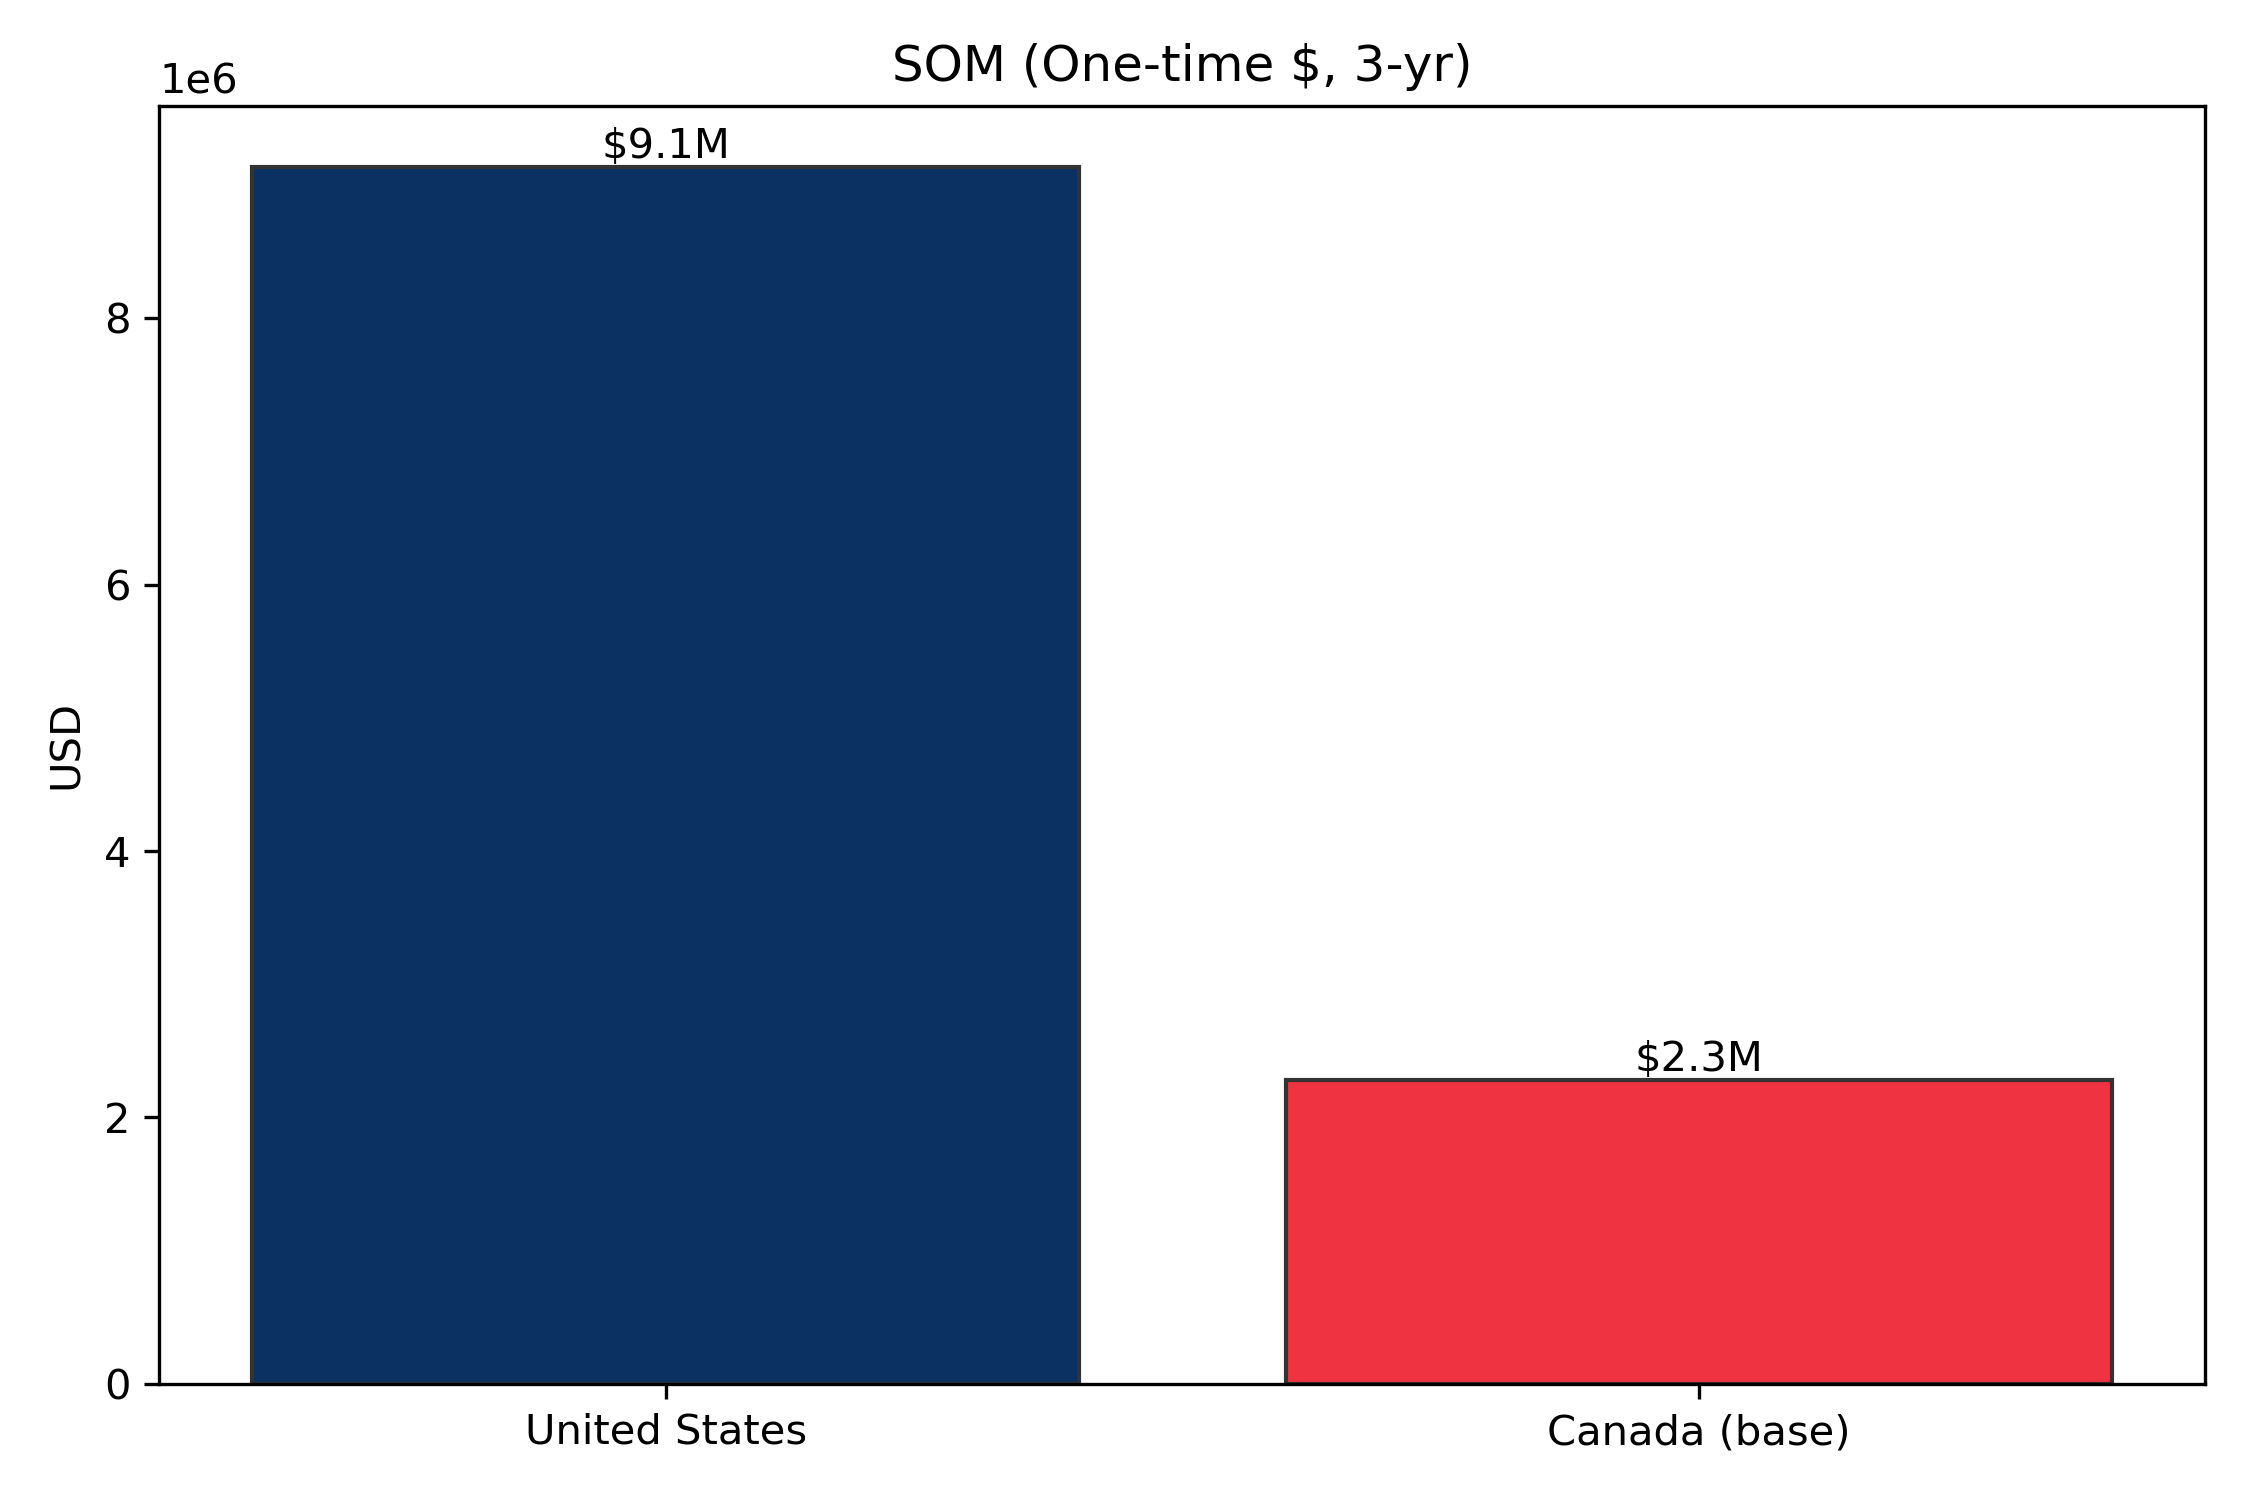 SOM (One-time $, 3-yr)
1e6
$9.1M
8
6
4
2
0
USD
$2.3M
United States
Canada (base)